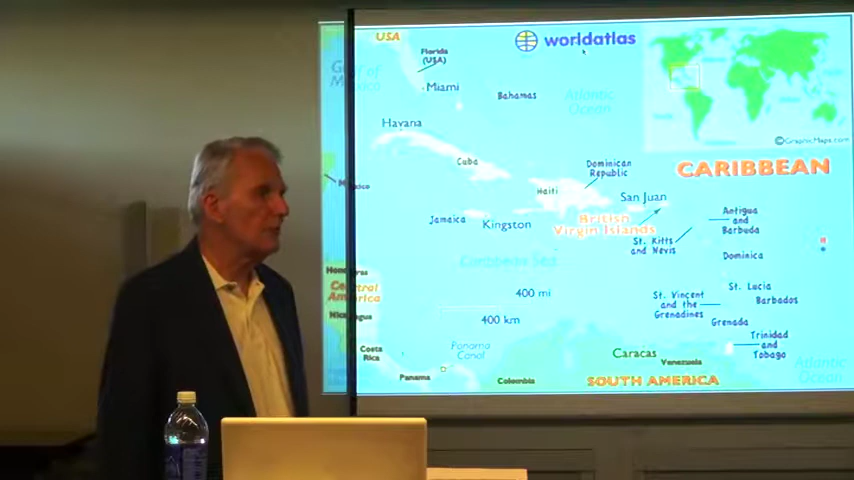 USA
worldatlas
Gulf of
Mexico
Florida
(USA)
Miami
Bahamas
Atlantic
Ocean
©GraphicMaps.com
Havana
Cuba
Dominican
Republic
CARIBBEAN
Haiti
San Juan
Jamaica
Kingston
British
Virgin Islands
Antigua
and
Barbuda
St. Kitts
and Nevis
Dominica
Caribbean Sea
400 mi
400 km
St. Lucia
St. Vincent
and the
Grenadines
Barbados
Grenada
Central
America
Costa
Rica
Panama
Canal
Trinidad
and
Tobago
Caracas
Venezuela
Panama
Colombia
SOUTH AMERICA
Atlantic
Ocean